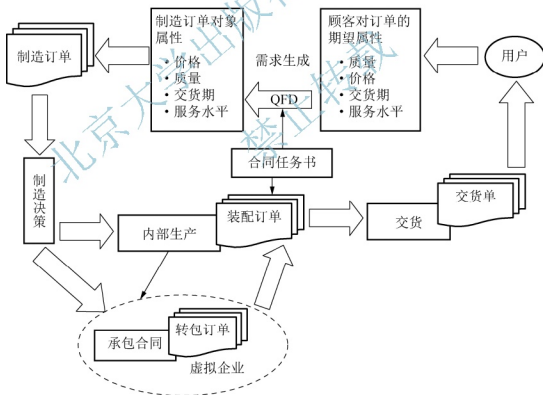 制造订单
制造订单对象
属性
• 价格
• 质量
• 交货期
• 服务水平
需求生成
QFD
顾客对订单的
期望属性
• 质量
• 价格
• 交货期
• 服务水平
用户
合同任务书
制造决策
内部生产
装配订单
交货
交货单
承包合同
转包订单
虚拟企业
北京大学出版社
禁止转载